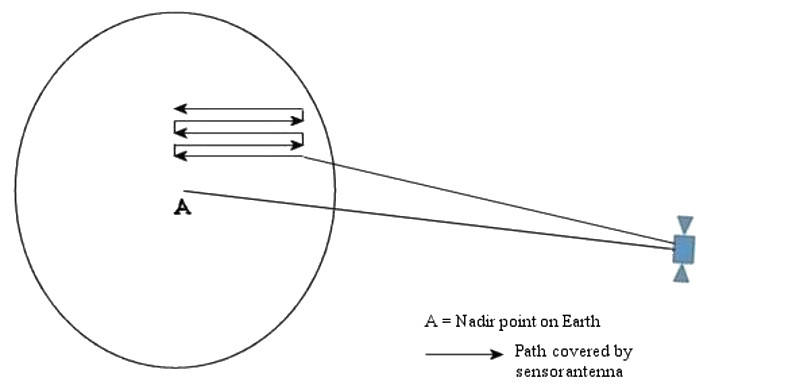 A
A = Nadir point on Earth
Path covered by
sensorantenna